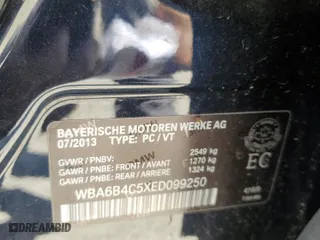 BAYERISCHE MOTOREN WERKE AG
07/2013 TYPE: PC / VT
GVWR / PNBV: 2549 kg
GAWR / PNBE: FRONT / AVANT 1270 kg
GAWR / PNBE: REAR / ARRIERE 1324 kg
WBA6B4C5XED099250
EC
DREAMBID